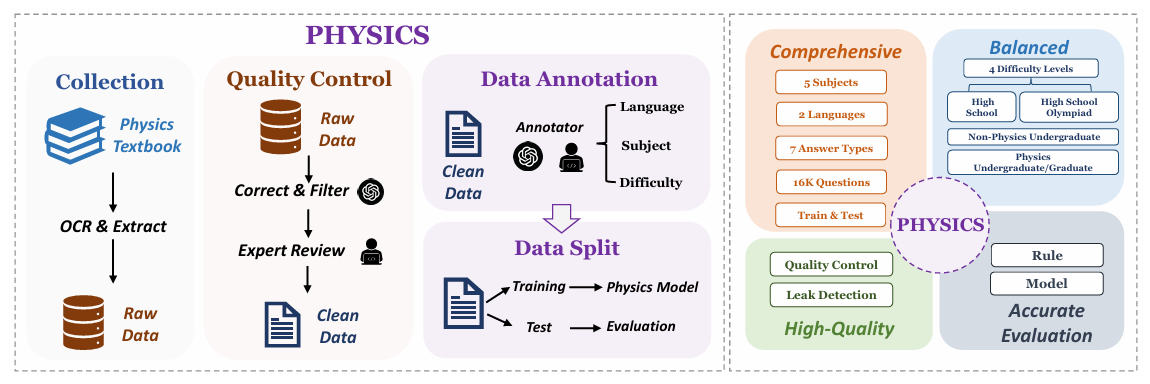 PHYSICS
Collection
Physics
Textbook
OCR & Extract
Raw
Data
Quality Control
Raw
Data
Correct & Filter
Expert Review
Clean
Data
Data Annotation
Clean
Data
Annotator
Language
Subject
Difficulty
Data Split
Training
Physics Model
Test
Evaluation
Comprehensive
5 Subjects
2 Languages
7 Answer Types
16K Questions
Train & Test
Balanced
4 Difficulty Levels
High
School
High School
Olympiad
Non-Physics Undergraduate
Physics
Undergraduate/Graduate
PHYSICS
Quality Control
Leak Detection
High-Quality
Rule
Model
Accurate
Evaluation